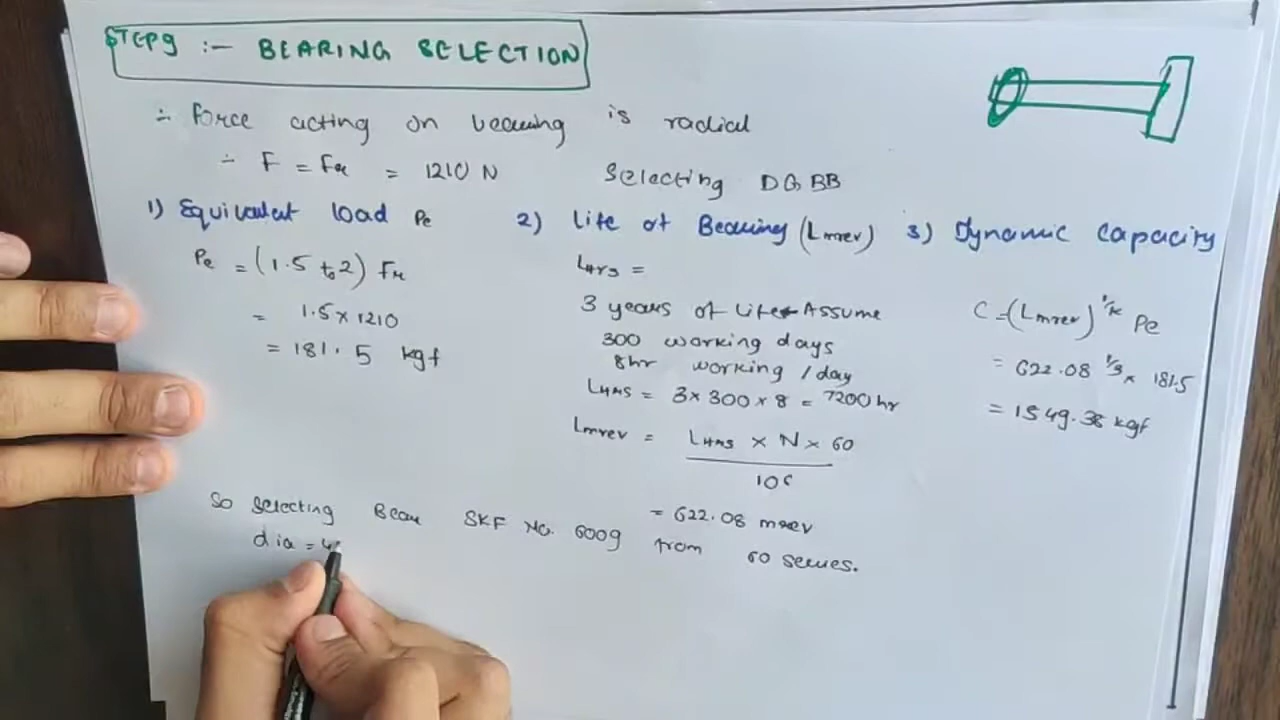 STEP9 :- BEARING SELECTION
∴ Force acting on bearing is radial
∴ F = Fr = 1210 N Selecting DGBB
1) Equivalent load Pe
Pe = (1.5 to 2) Fr
= 1.5 x 1210
= 181.5 kgf
2) Life of Bearing (Lmrev)
LHrs =
3 years of life Assume
300 working days
8hr working / day
LHRS = 3 x 300 x 8 = 7200 hr
Lmrev = LHRS x N x 60
10⁶
= 622.08 mrev
3) Dynamic capacity
C = (Lmrev)^1/k Pe
= 622.08^1/3 x 181.5
= 1549.38 kgf
So selecting SKF No. 6009 from 60 series.
dia = 4